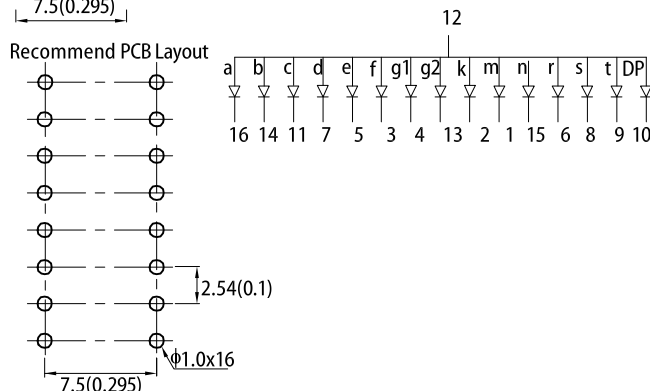 7.5(0.295)
12
Recommend PCB Layout
a b c d e f g1 g2 k m n r s t DP
16 14 11 7 5 3 4 13 2 1 15 6 8 9 10
2.54(0.1)
ϕ1.0x16
7.5(0.295)